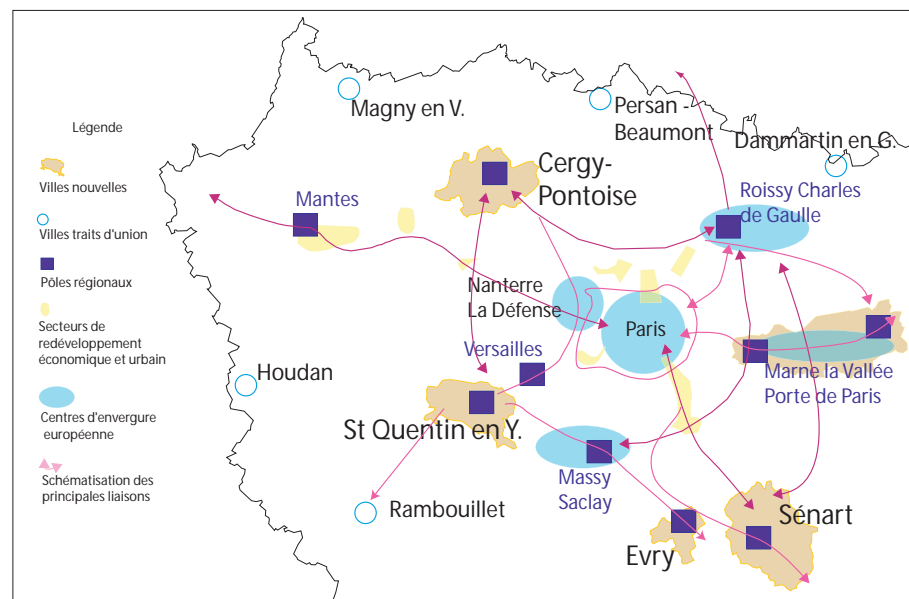 Légende
Villes nouvelles
Villes traits d'union
Pôles régionaux
Secteurs de
redéveloppement
économique et urbain
Centres d'envergure
européenne
Schématisation des
principales liaisons
Magny en V.
Persan -
Beaumont
Dammartin en G.
Cergy-
Pontoise
Mantes
Roissy Charles
de Gaulle
Nanterre
La Défense
Paris
Versailles
Houdan
Marne la Vallée
Porte de Paris
St Quentin en Y.
Massy
Saclay
Rambouillet
Sénart
Evry